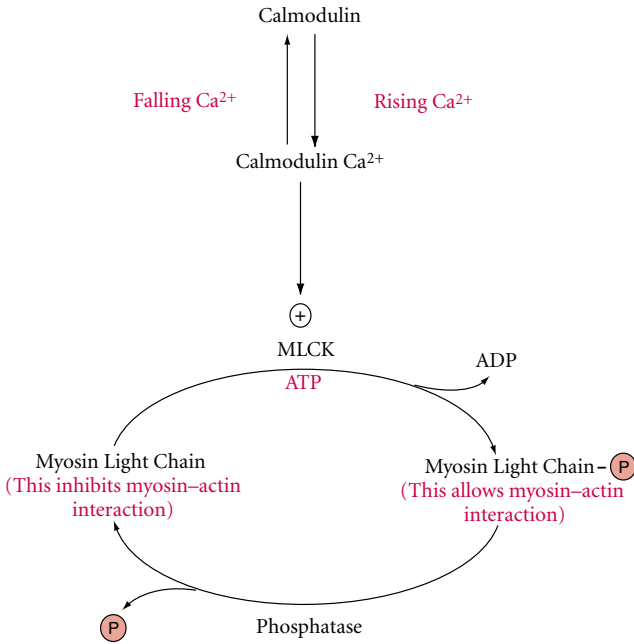 Calmodulin
Falling Ca²⁺
Rising Ca²⁺
Calmodulin Ca²⁺
+
MLCK
ATP
ADP
Myosin Light Chain
(This inhibits myosin–actin
interaction)
Myosin Light Chain – P
(This allows myosin–actin
interaction)
P
Phosphatase